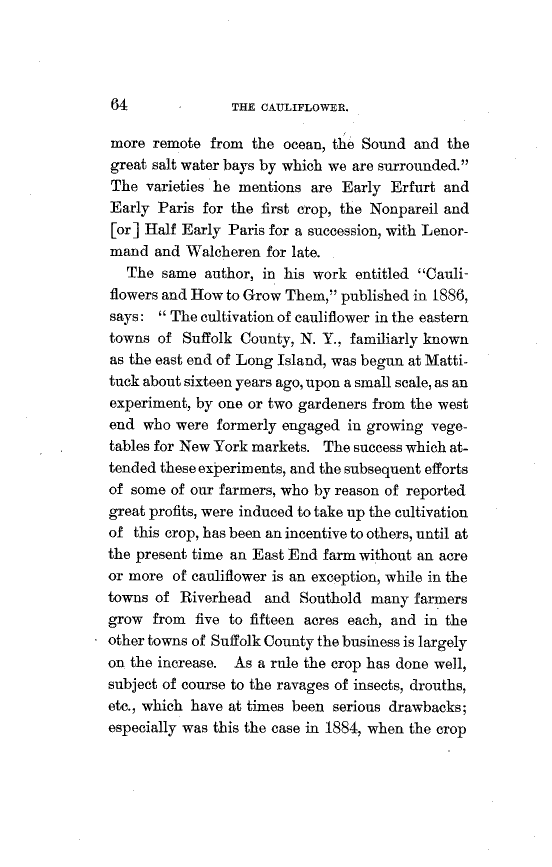 64 THE CAULIFLOWER.
more remote from the ocean, the Sound and the
great salt water bays by which we are surrounded.”
The varieties he mentions are Early Erfurt and
Early Paris for the first crop, the Nonpareil and
[or] Half Early Paris for a succession, with Lenor-
mand and Walcheren for late.
The same author, in his work entitled “Cauli-
flowers and How to Grow Them,” published in 1886,
says: “ The cultivation of cauliflower in the eastern
towns of Suffolk County, N. Y., familiarly known
as the east end of Long Island, was begun at Matti-
tuck about sixteen years ago, upon a small scale, as an
experiment, by one or two gardeners from the west
end who were formerly engaged in growing vege-
tables for New York markets. The success which at-
tended these experiments, and the subsequent efforts
of some of our farmers, who by reason of reported
great profits, were induced to take up the cultivation
of this crop, has been an incentive to others, until at
the present time an East End farm without an acre
or more of cauliflower is an exception, while in the
towns of Riverhead and Southold many farmers
grow from five to fifteen acres each, and in the
other towns of Suffolk County the business is largely
on the increase. As a rule the crop has done well,
subject of course to the ravages of insects, drouths,
etc., which have at times been serious drawbacks;
especially was this the case in 1884, when the crop